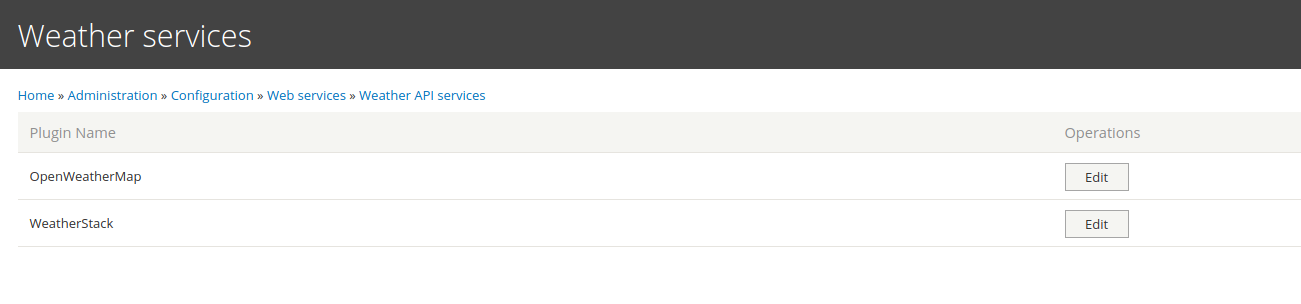 Weather services
Home » Administration » Configuration » Web services » Weather API services
Plugin Name Operations
OpenWeatherMap Edit
WeatherStack Edit